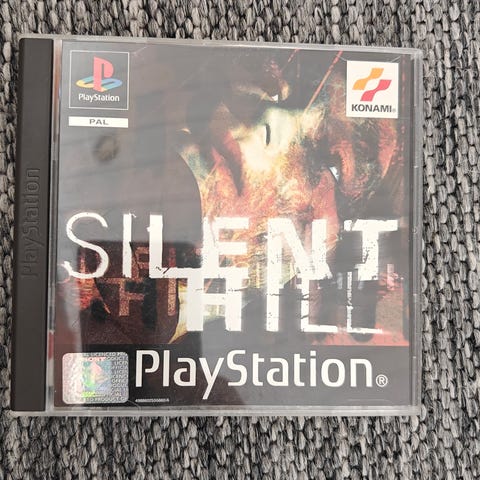 PlayStation
PAL
KONAMI®
PlayStation
SILENT
HILL
PlayStation®